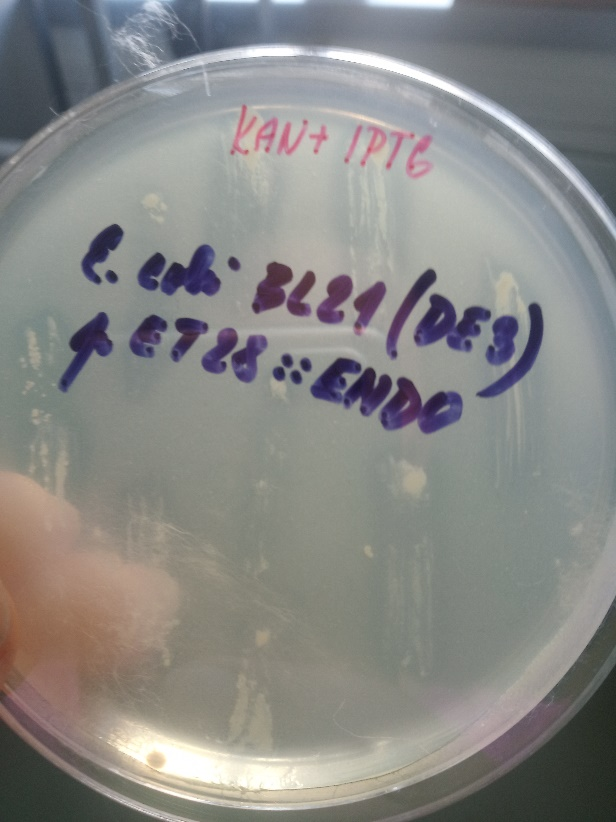 KAN+ IPTG
E. coli BL21 (DE3)
pET28::ENDO